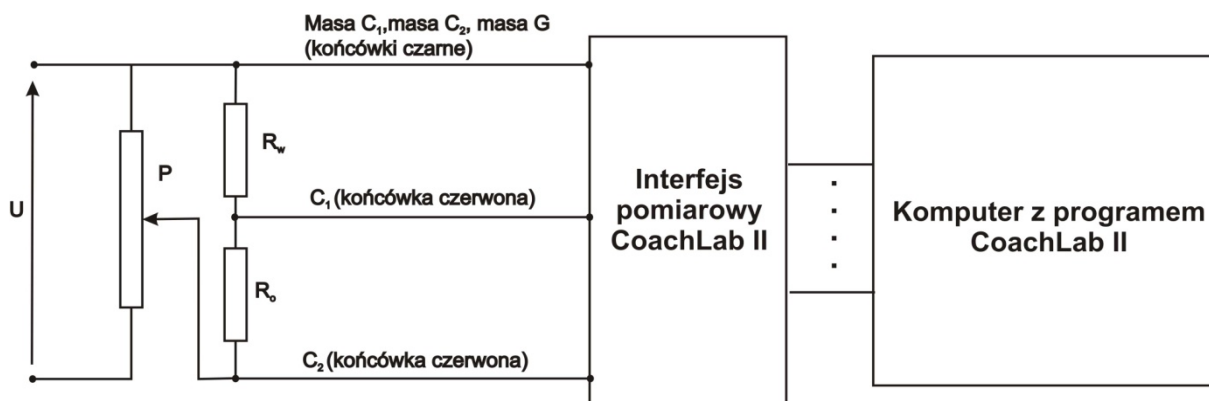 Masa C₁,masa C₂, masa G
(końcówki czarne)
U
P
R_w
C₁ (końcówka czerwona)
R_o
C₂ (końcówka czerwona)
Interfejs
pomiarowy
CoachLab II
Komputer z programem
CoachLab II